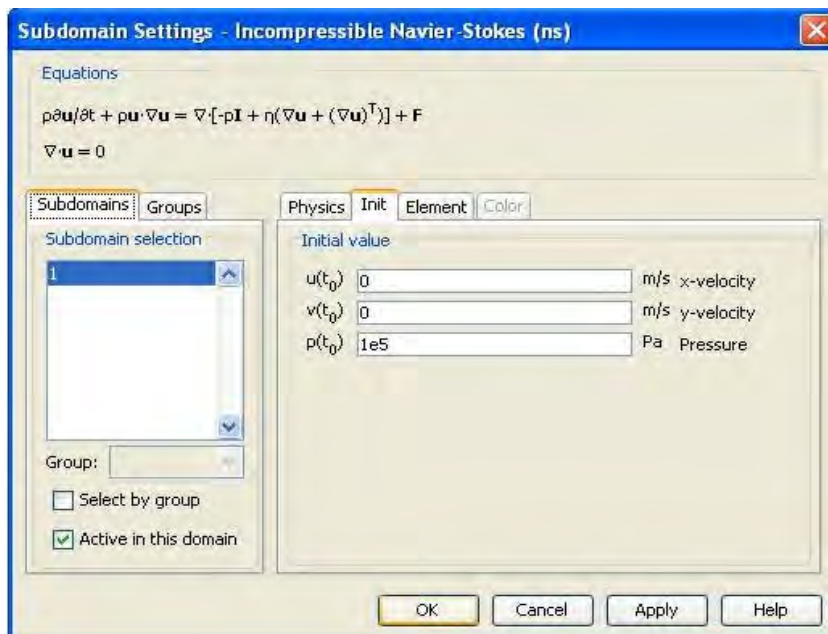 Subdomain Settings - Incompressible Navier-Stokes (ns)
Equations
ρ∂u/∂t + ρu·∇u = ∇·[-pI + η(∇u + (∇u)ᵀ)] + F
∇·u = 0
Subdomains Groups
Physics Init Element Color
Subdomain selection
1
Group:
Select by group
Active in this domain
Initial value
u(t₀) 0 m/s x-velocity
v(t₀) 0 m/s y-velocity
p(t₀) 1e5 Pa Pressure
OK Cancel Apply Help